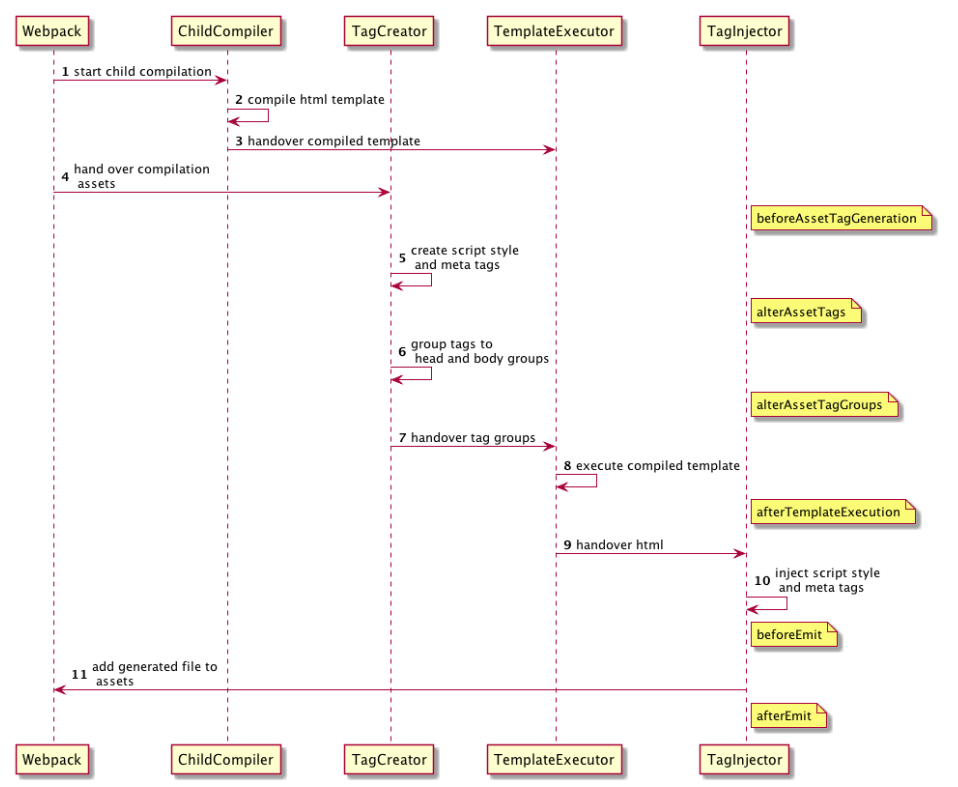 Webpack
ChildCompiler
TagCreator
TemplateExecutor
TagInjector
1 start child compilation
2 compile html template
3 handover compiled template
4 hand over compilation
assets
beforeAssetTagGeneration
5 create script style
and meta tags
alterAssetTags
6 group tags to
head and body groups
alterAssetTagGroups
7 handover tag groups
8 execute compiled template
afterTemplateExecution
9 handover html
10 inject script style
and meta tags
beforeEmit
11 add generated file to
assets
afterEmit
Webpack
ChildCompiler
TagCreator
TemplateExecutor
TagInjector